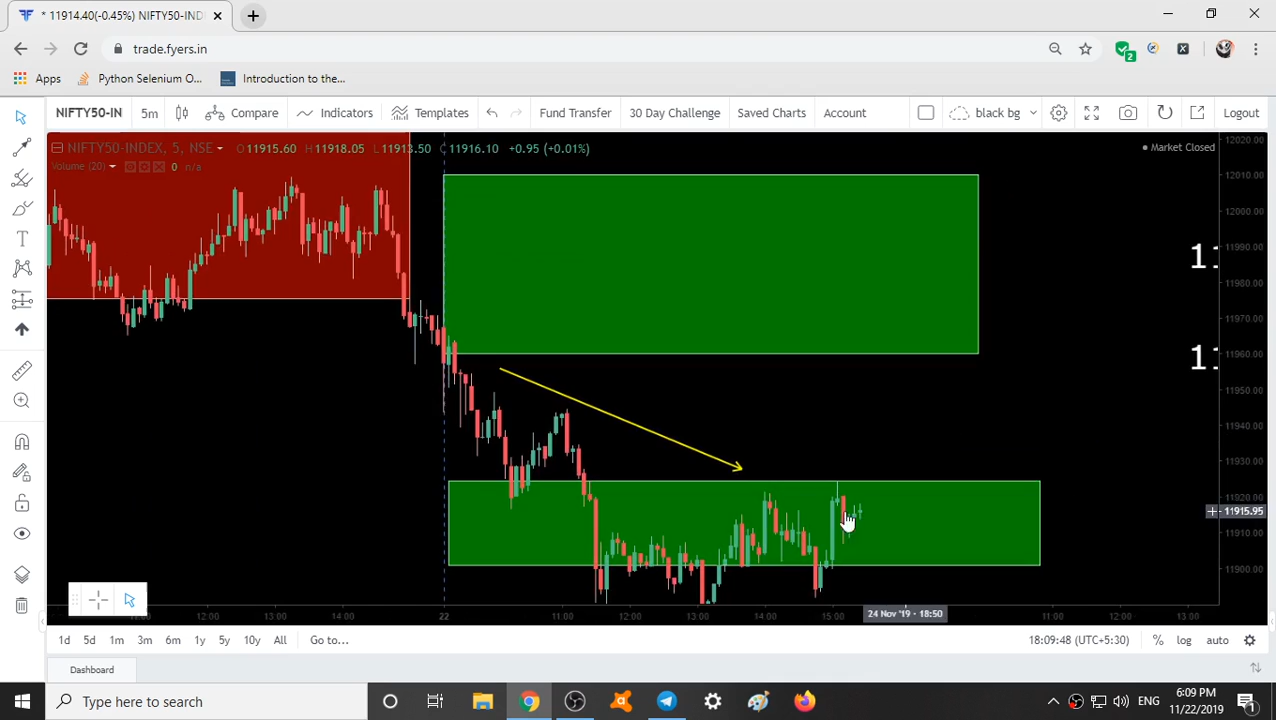 * 11914.40(-0.45%) NIFTY50-IND
trade.fyers.in
2
Apps
Python Selenium O...
Introduction to the...
NIFTY50-IN
5m
Compare
Indicators
Templates
Fund Transfer
30 Day Challenge
Saved Charts
Account
black bg
Logout
NIFTY50-INDEX, 5, NSE
O11915.60 H11918.05 L11913.50 C11916.10 +0.95 (+0.01%)
Market Closed
Volume (20)
0 n/a
12020.00
12010.00
12000.00
11990.00
11980.00
11970.00
11960.00
11950.00
11940.00
11930.00
11920.00
11915.95
11910.00
11900.00
12:00
13:00
14:00
22
11:00
12:00
13:00
14:00
15:00
24 Nov '19 - 18:50
11:00
12:00
13:00
1d
5d
1m
3m
6m
1y
5y
10y
All
Go to...
18:09:48 (UTC+5:30)
%
log
auto
Dashboard
Type here to search
ENG
6:09 PM
11/22/2019
1